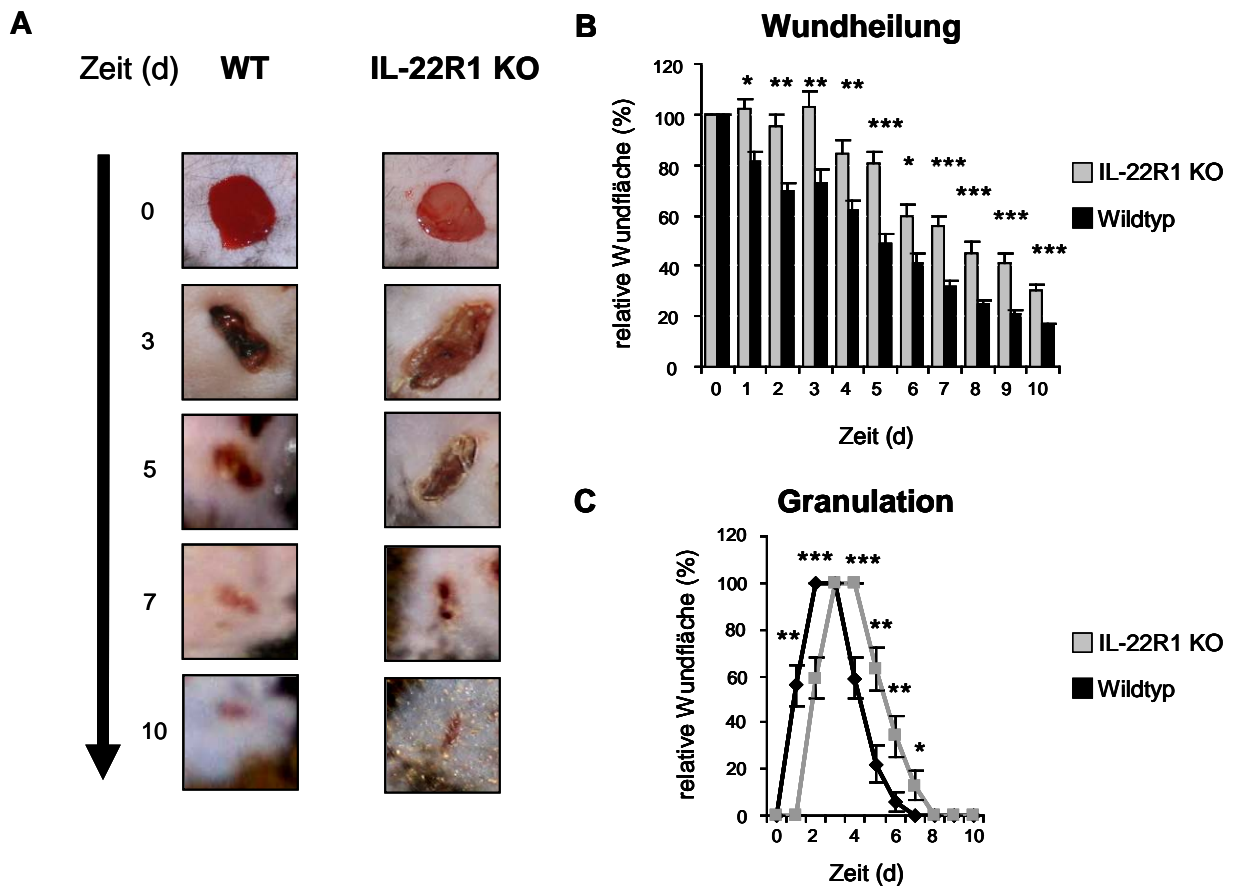 A
Zeit (d) WT IL-22R1 KO
0
3
5
7
10
B Wundheilung
relative Wundfläche (%)
120
100
80
60
40
20
0
* ** ** ** *** * *** *** *** ***
0 1 2 3 4 5 6 7 8 9 10
Zeit (d)
IL-22R1 KO
Wildtyp
C Granulation
relative Wundfläche (%)
120
100
80
60
40
20
0
** *** *** ** ** *
0 2 4 6 8 10
Zeit (d)
IL-22R1 KO
Wildtyp